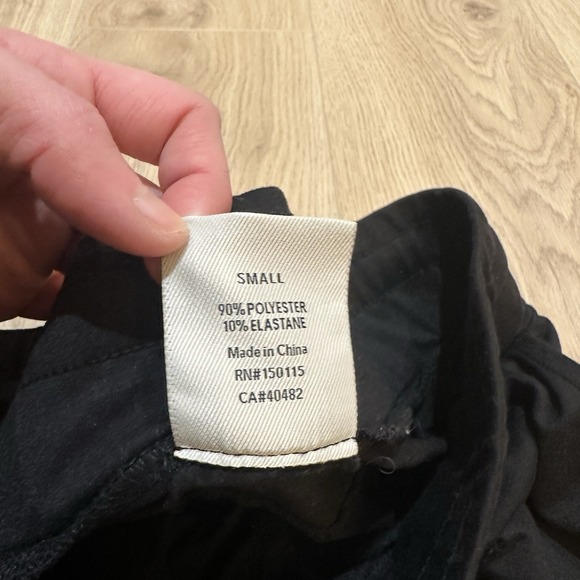 SMALL
90% POLYESTER
10% ELASTANE
Made in China
RN#150115
CA#40482